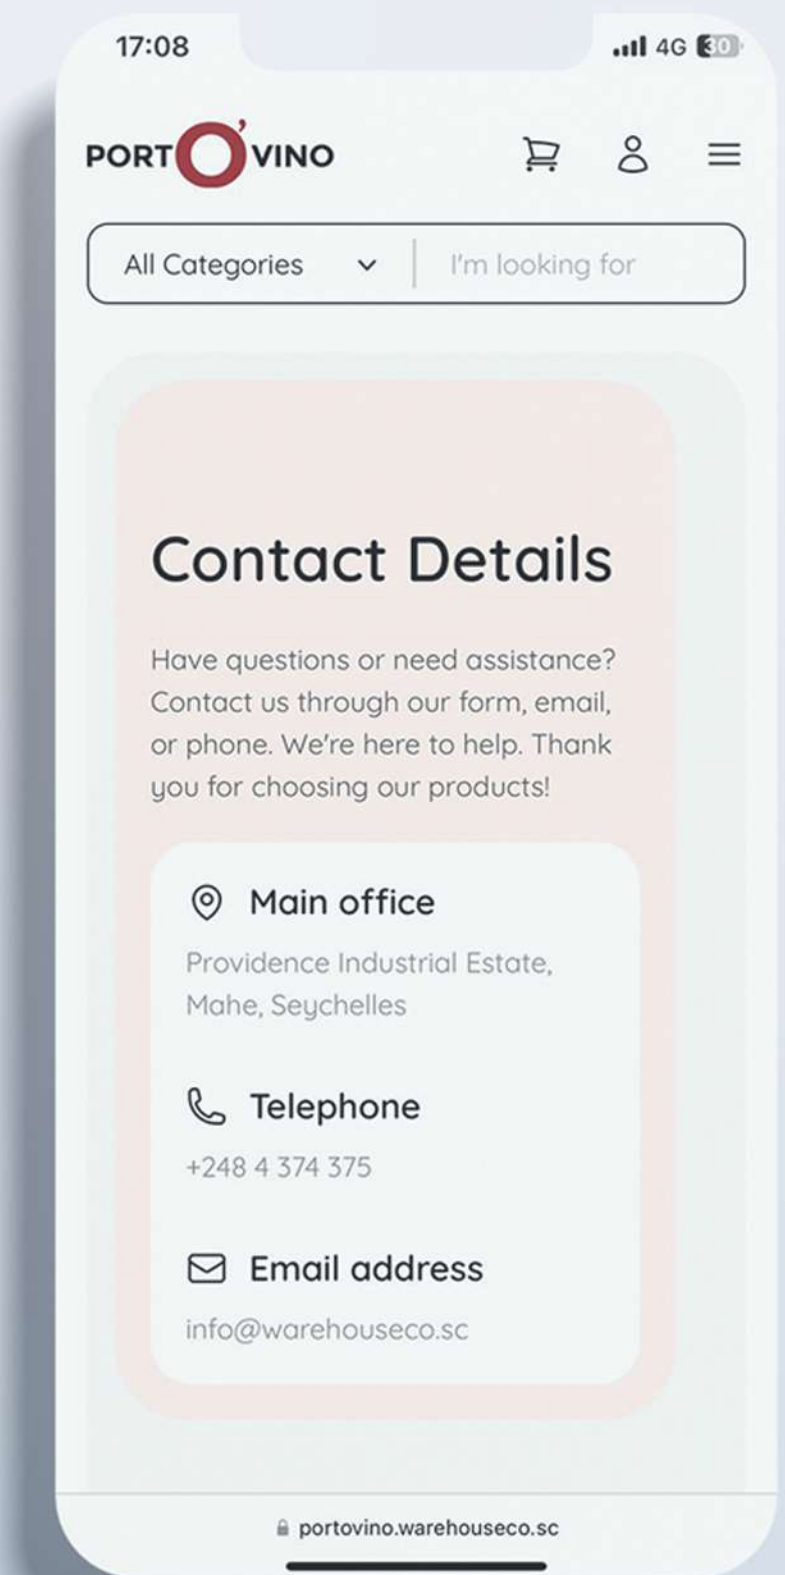 17:08
4G 30
PORT O'VINO
All Categories
I'm looking for
Contact Details
Have questions or need assistance?
Contact us through our form, email,
or phone. We're here to help. Thank
you for choosing our products!
Main office
Providence Industrial Estate,
Mahe, Seychelles
Telephone
+248 4 374 375
Email address
info@warehouseco.sc
portovino.warehouseco.sc